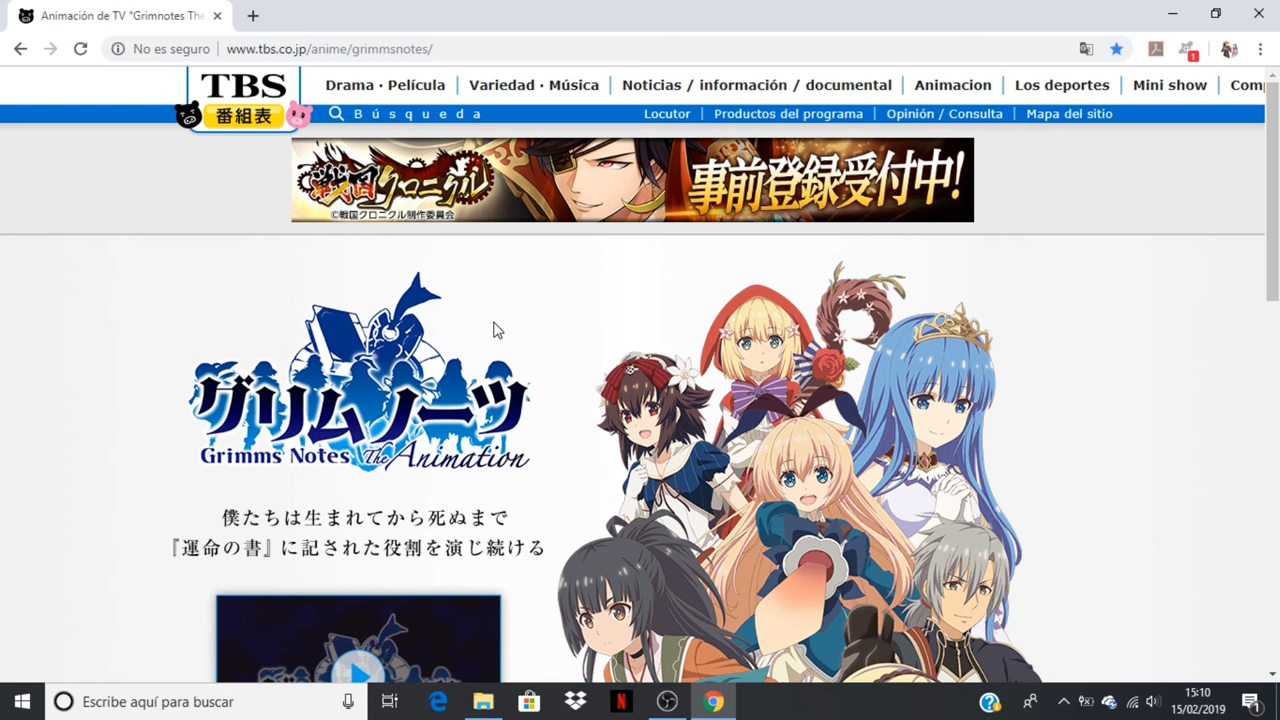 Animación de TV "Grimnotes The
No es seguro
www.tbs.co.jp/anime/grimmsnotes/
1
TBS
番組表
Drama · Película
Variedad · Música
Noticias / información / documental
Animacion
Los deportes
Mini show
Comp
Búsqueda
Locutor
Productos del programa
Opinión / Consulta
Mapa del sitio
戦国クロニクル
©戦国クロニクル制作委員会
事前登録受付中!
グリムノーツ
Grimms Notes The Animation
僕たちは生まれてから死ぬまで
『運命の書』に記された役割を演じ続ける
Escribe aquí para buscar
15:10
15/02/2019
1